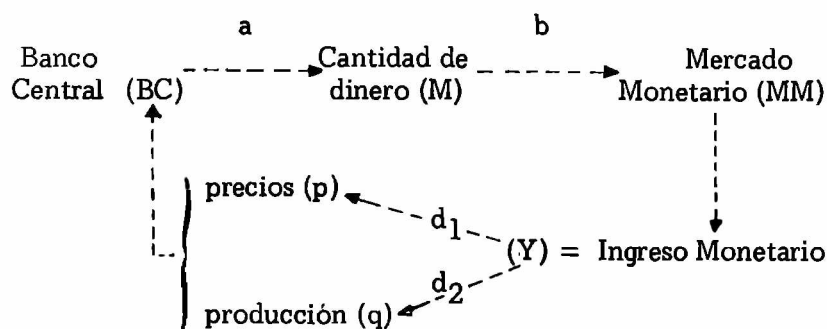 a
b
Banco Central (BC)
Cantidad de dinero (M)
Mercado Monetario (MM)
precios (p)
d1
(Y) = Ingreso Monetario
d2
producción (q)